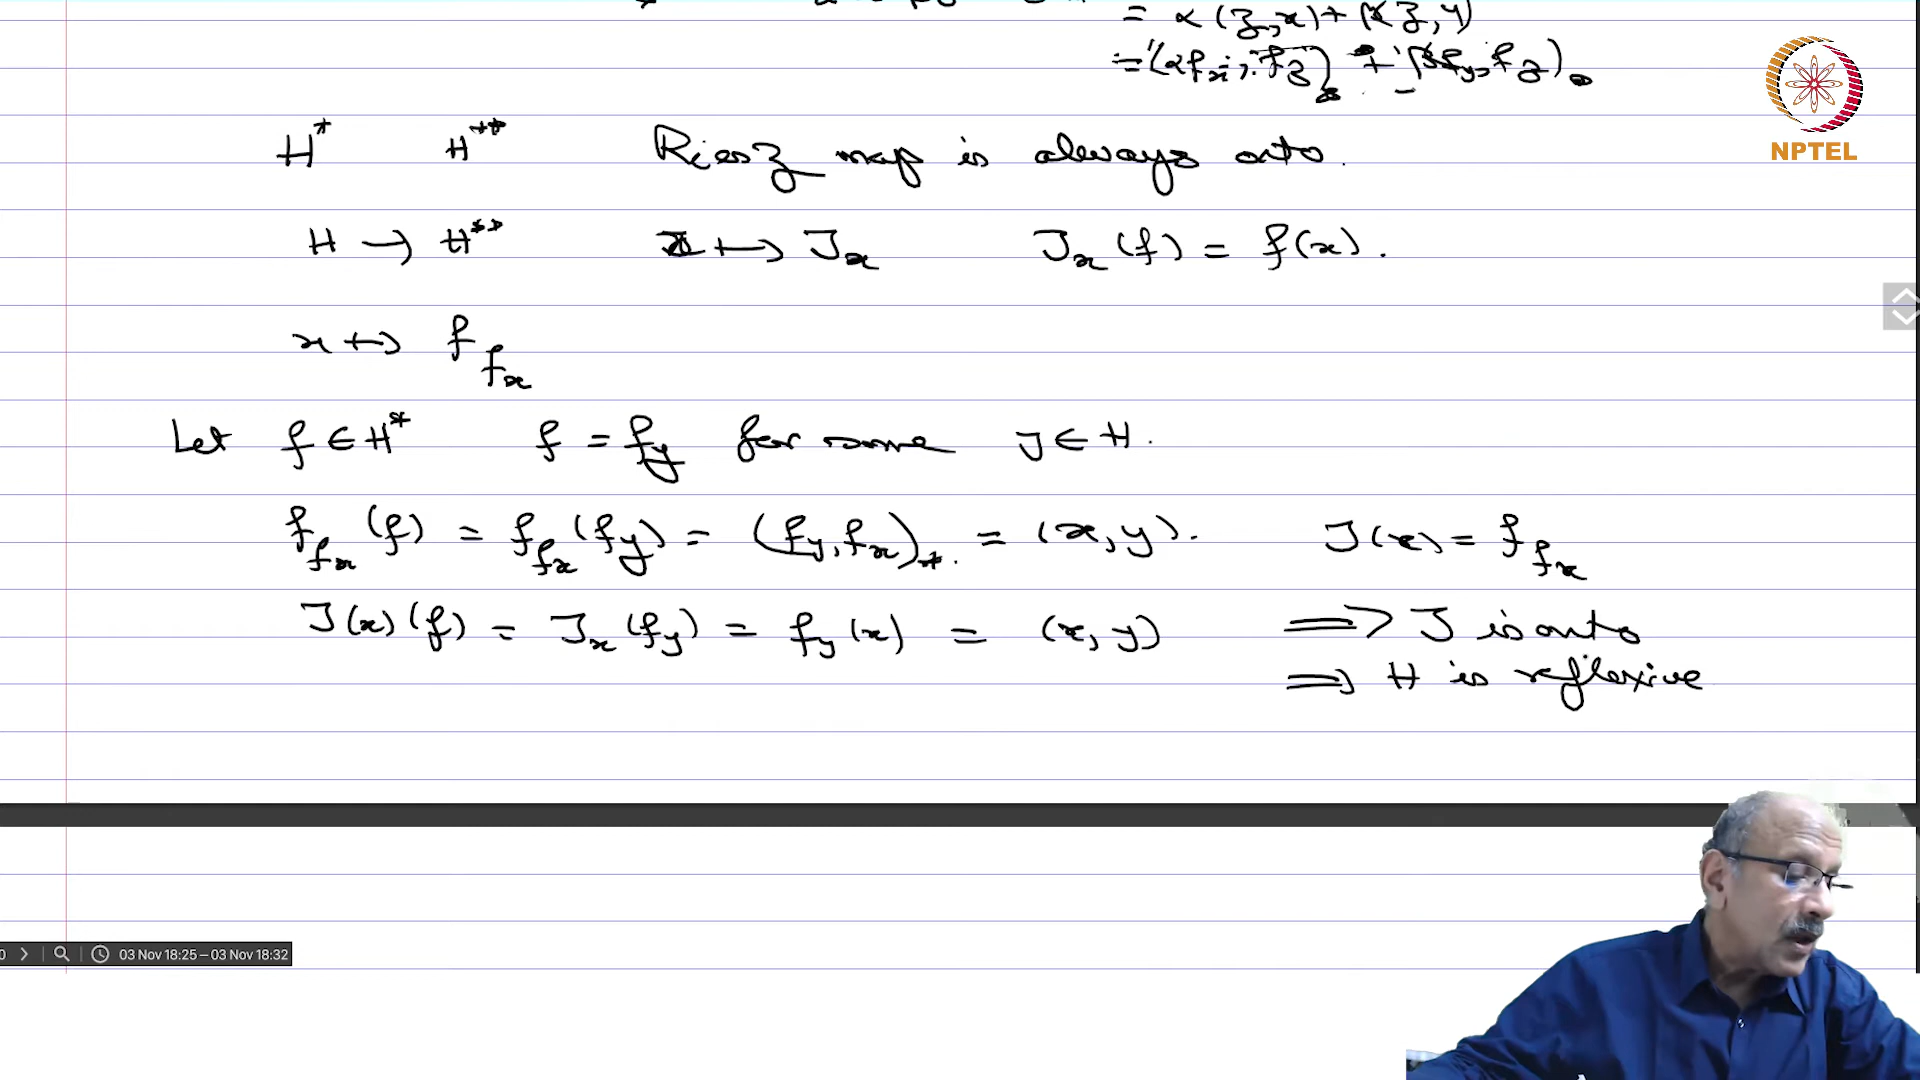 = α(z,x)+β(z,y)
=(αf_x, f_z)_* + (βf_y, f_z)_*
NPTEL
H* H** Riesz map is always onto.
H → H** x ↦ J_x J_x(f) = f(x).
x ↦ f_{f_x}
Let f ∈ H* f = f_y for some y ∈ H.
f_{f_x}(f) = f_{f_x}(f_y) = (f_y, f_x)_*. = (x, y). J(x) = f_{f_x}
J(x)(f) = J_x(f_y) = f_y(x) = (x, y) ⟹ J is onto
⟹ H is reflexive
0 > 03 Nov 18:25 – 03 Nov 18:32